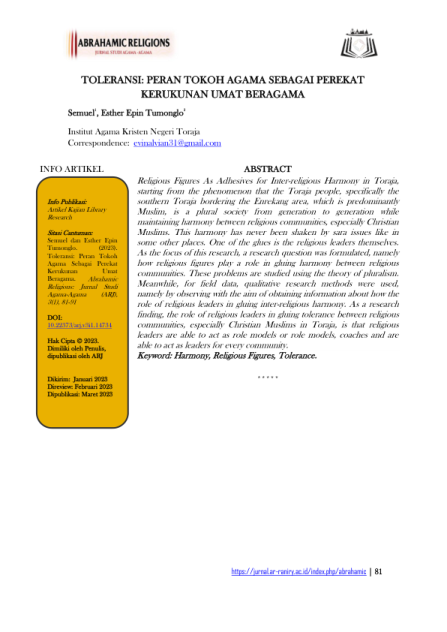 ABRAHAMIC RELIGIONS
TOLERANSI: PERAN TOKOH AGAMA SEBAGAI PEREKAT
KERUKUNAN UMAT BERAGAMA
Semuel¹, Esther Epin Tumonglo²
Institut Agama Kristen Negeri Toraja
Correspondence: evinalvian31@gmail.com
INFO ARTIKEL
Info Publikasi:
Artikel Kajian Library
Research
Sitasi Cantuman:
Semuel dan Esther Epin
Tumonglo. (2023).
Toleransi: Peran Tokoh
Agama Sebagai Perekat
Kerukunan Umat
Beragama, Abrahamic
Religions: Jurnal Studi
Agama-Agama (ARJ),
3(1), 81-91
DOI:
Hak Cipta © 2023.
Dimiliki oleh Penulis,
dipublikasi oleh ARJ
Dikirim: Januari 2023
Direview: Februari 2023
Dipublikasi: Maret 2023
ABSTRACT
Religious Figures As Adhesives for Inter-religious Harmony in Toraja,
starting from the phenomenon that the Toraja people, specifically the
southern Toraja bordering the Enrekang area, which is predominantly
Muslim, is a plural society from generation to generation while
maintaining harmony between religious communities, especially Christian
Muslims. This harmony has never been shaken by sara issues like in
some other places. One of the glues is the religious leaders themselves.
As the focus of this research, a research question was formulated, namely
how religious figures play a role in gluing harmony between religious
communities. These problems are studied using the theory of pluralism.
Meanwhile, for field data, qualitative research methods were used,
namely by observing with the aim of obtaining information about how the
role of religious leaders in gluing inter-religious harmony. As a research
finding, the role of religious leaders in gluing tolerance between religious
communities, especially Christian Muslims in Toraja, is that religious
leaders are able to act as role models or role models, coaches and are
able to act as leaders for every community.
Keyword: Harmony, Religious Figures, Tolerance.
* * * * *
https://jurnal.ar-raniry.ac.id/index.php/abrahamic | 81